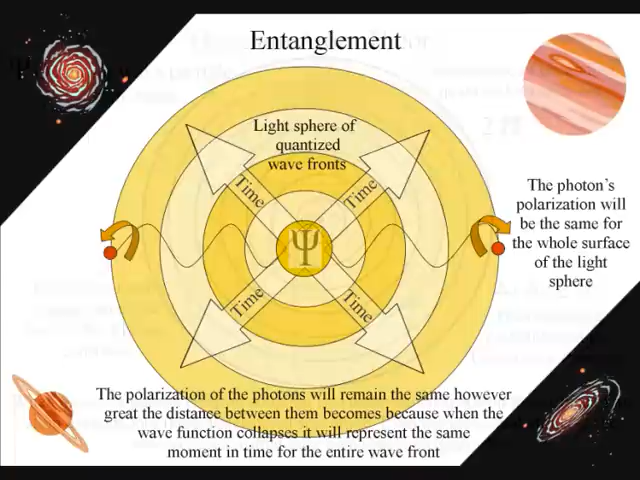 Entanglement
Light sphere of
quantized
wave fronts
Time
Time
Ψ
Time
Time
The photon's
polarization will
be the same for
the whole surface
of the light
sphere
The polarization of the photons will remain the same however
great the distance between them becomes because when the
wave function collapses it will represent the same
moment in time for the entire wave front